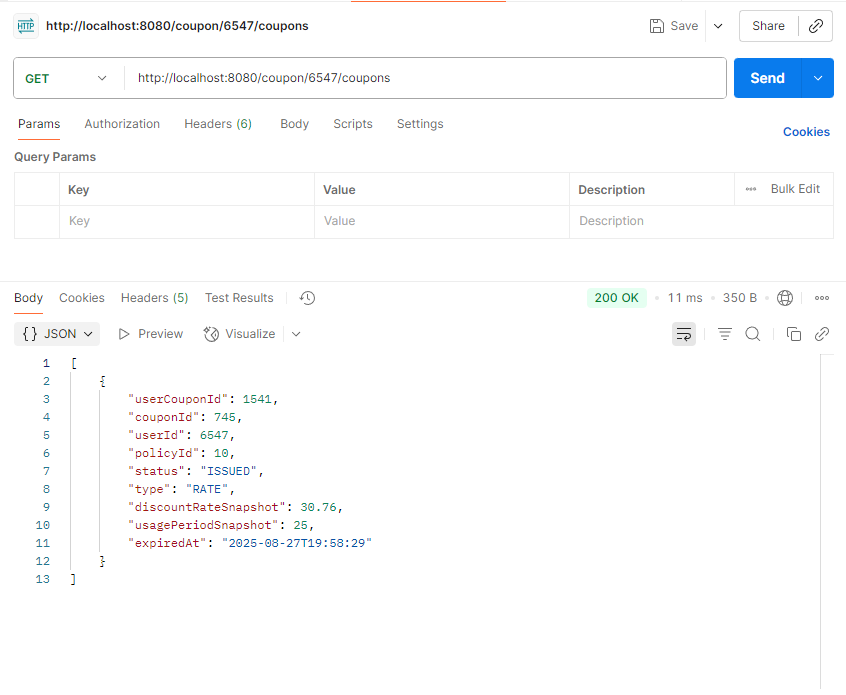 HTTP http://localhost:8080/coupon/6547/coupons Save Share
GET http://localhost:8080/coupon/6547/coupons Send
Params Authorization Headers (6) Body Scripts Settings Cookies
Query Params
Key Value Description Bulk Edit
Key Value Description
Body Cookies Headers (5) Test Results 200 OK 11 ms 350 B
{} JSON Preview Visualize
1 [
2 {
3 "userCouponId": 1541,
4 "couponId": 745,
5 "userId": 6547,
6 "policyId": 10,
7 "status": "ISSUED",
8 "type": "RATE",
9 "discountRateSnapshot": 30.76,
10 "usagePeriodSnapshot": 25,
11 "expiredAt": "2025-08-27T19:58:29"
12 }
13 ]